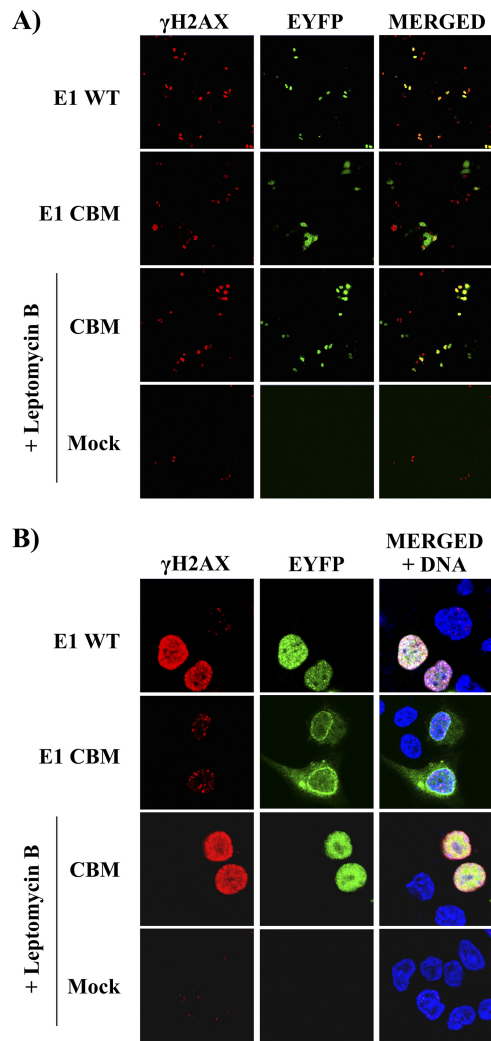 A)
γH2AX EYFP MERGED
E1 WT
E1 CBM
CBM
+ Leptomycin B
Mock
B)
MERGED
γH2AX EYFP + DNA
E1 WT
E1 CBM
CBM
+ Leptomycin B
Mock